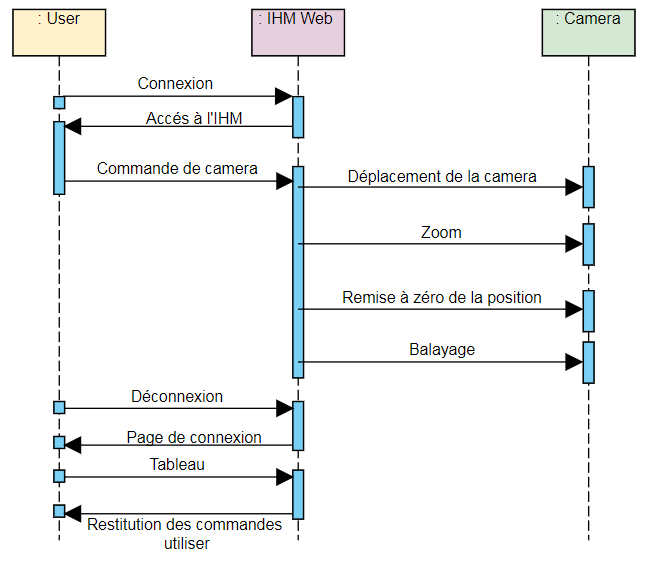 : User
: IHM Web
: Camera
Connexion
Accés à l'IHM
Commande de camera
Déplacement de la camera
Zoom
Remise à zéro de la position
Balayage
Déconnexion
Page de connexion
Tableau
Restitution des commandes
utiliser